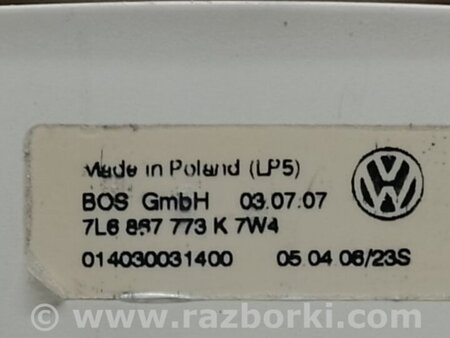 Made in Poland (LP5)
BOS GmbH 03.07.07
7L6 867 773 K 7W4
014030031400 05 04 06/23S
© www.razborki.com